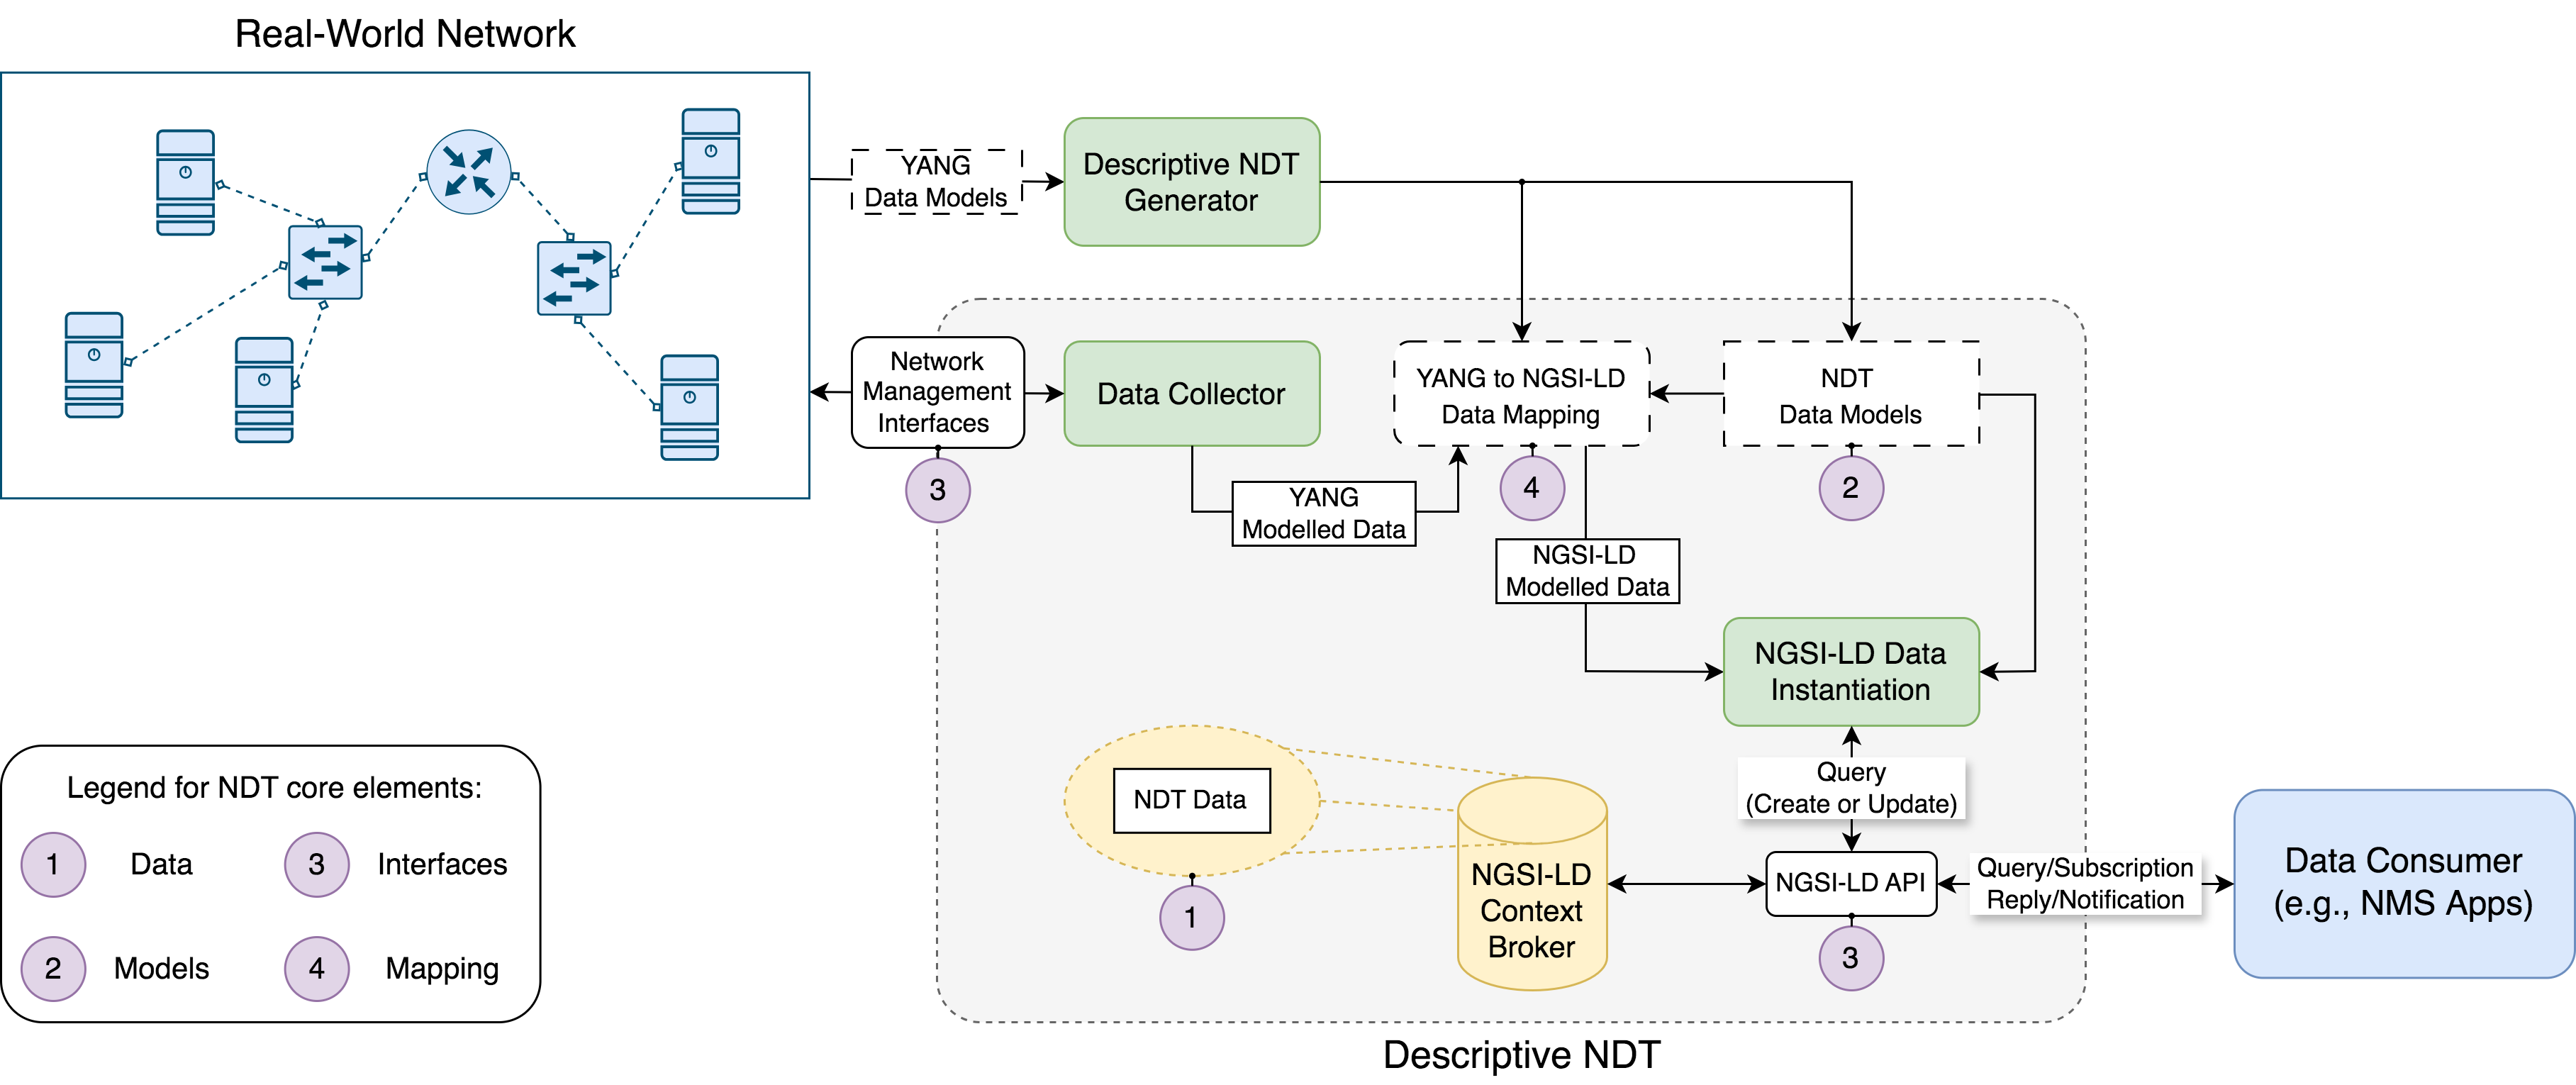 Real-World Network
YANG
Data Models
Descriptive NDT
Generator
Network
Management
Interfaces
3
Data Collector
YANG to NGSI-LD
Data Mapping
4
NDT
Data Models
2
YANG
Modelled Data
NGSI-LD
Modelled Data
NGSI-LD Data
Instantiation
Query
(Create or Update)
NDT Data
1
NGSI-LD
Context
Broker
NGSI-LD API
3
Query/Subscription
Reply/Notification
Data Consumer
(e.g., NMS Apps)
Descriptive NDT
Legend for NDT core elements:
1 Data
3 Interfaces
2 Models
4 Mapping